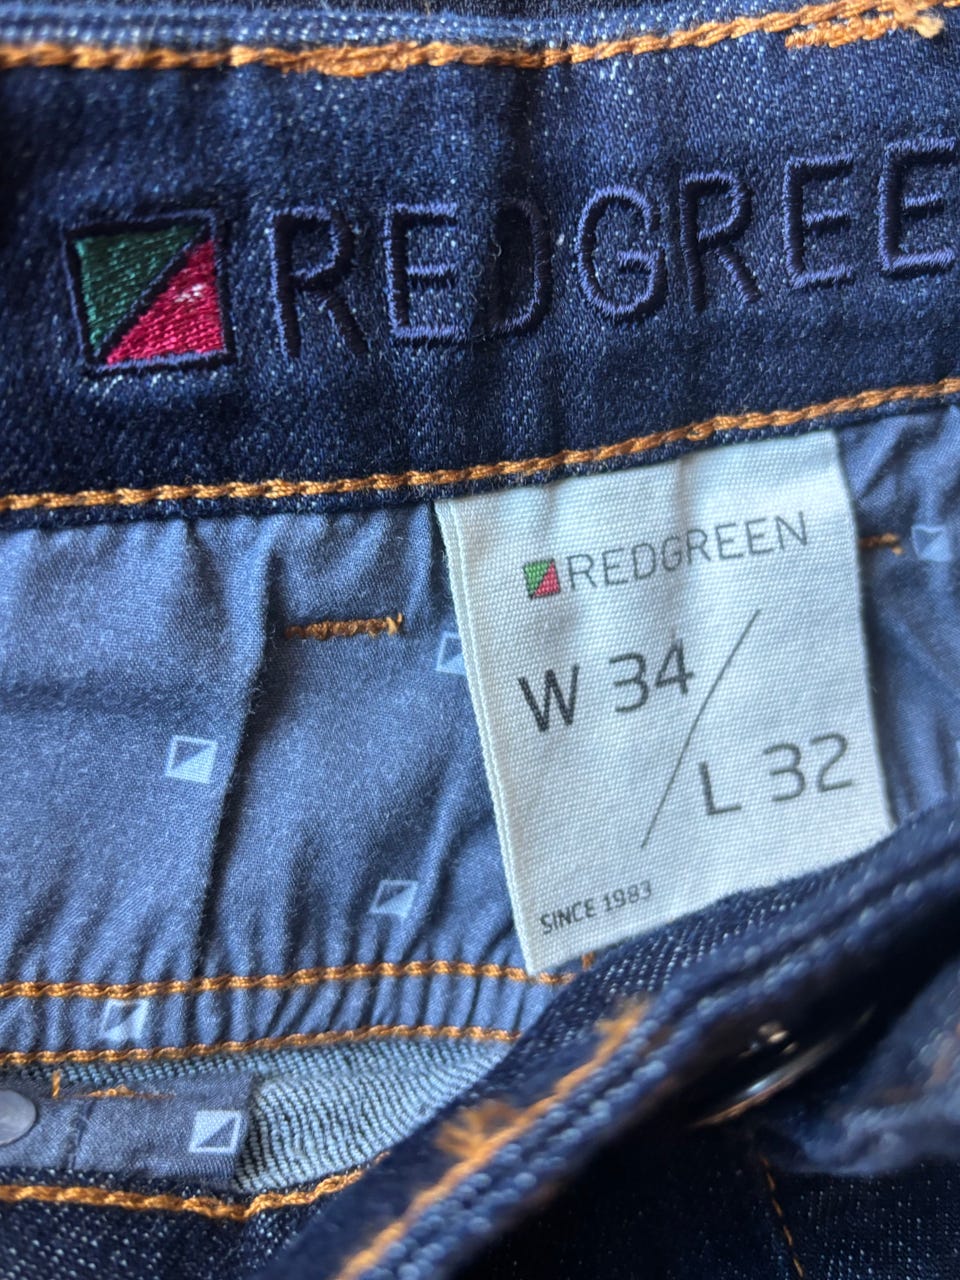 REDGREE
REDGREEN
W 34
L 32
SINCE 1983